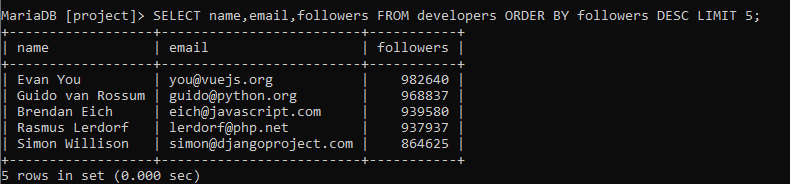 MariaDB [project]> SELECT name,email,followers FROM developers ORDER BY followers DESC LIMIT 5;
+------------------+-------------------------+-----------+
| name             | email                   | followers |
+------------------+-------------------------+-----------+
| Evan You         | you@vuejs.org           |    982640 |
| Guido van Rossum | guido@python.org        |    968837 |
| Brendan Eich     | eich@javascript.com     |    939580 |
| Rasmus Lerdorf   | lerdorf@php.net         |    937937 |
| Simon Willison   | simon@djangoproject.com |    864625 |
+------------------+-------------------------+-----------+
5 rows in set (0.000 sec)